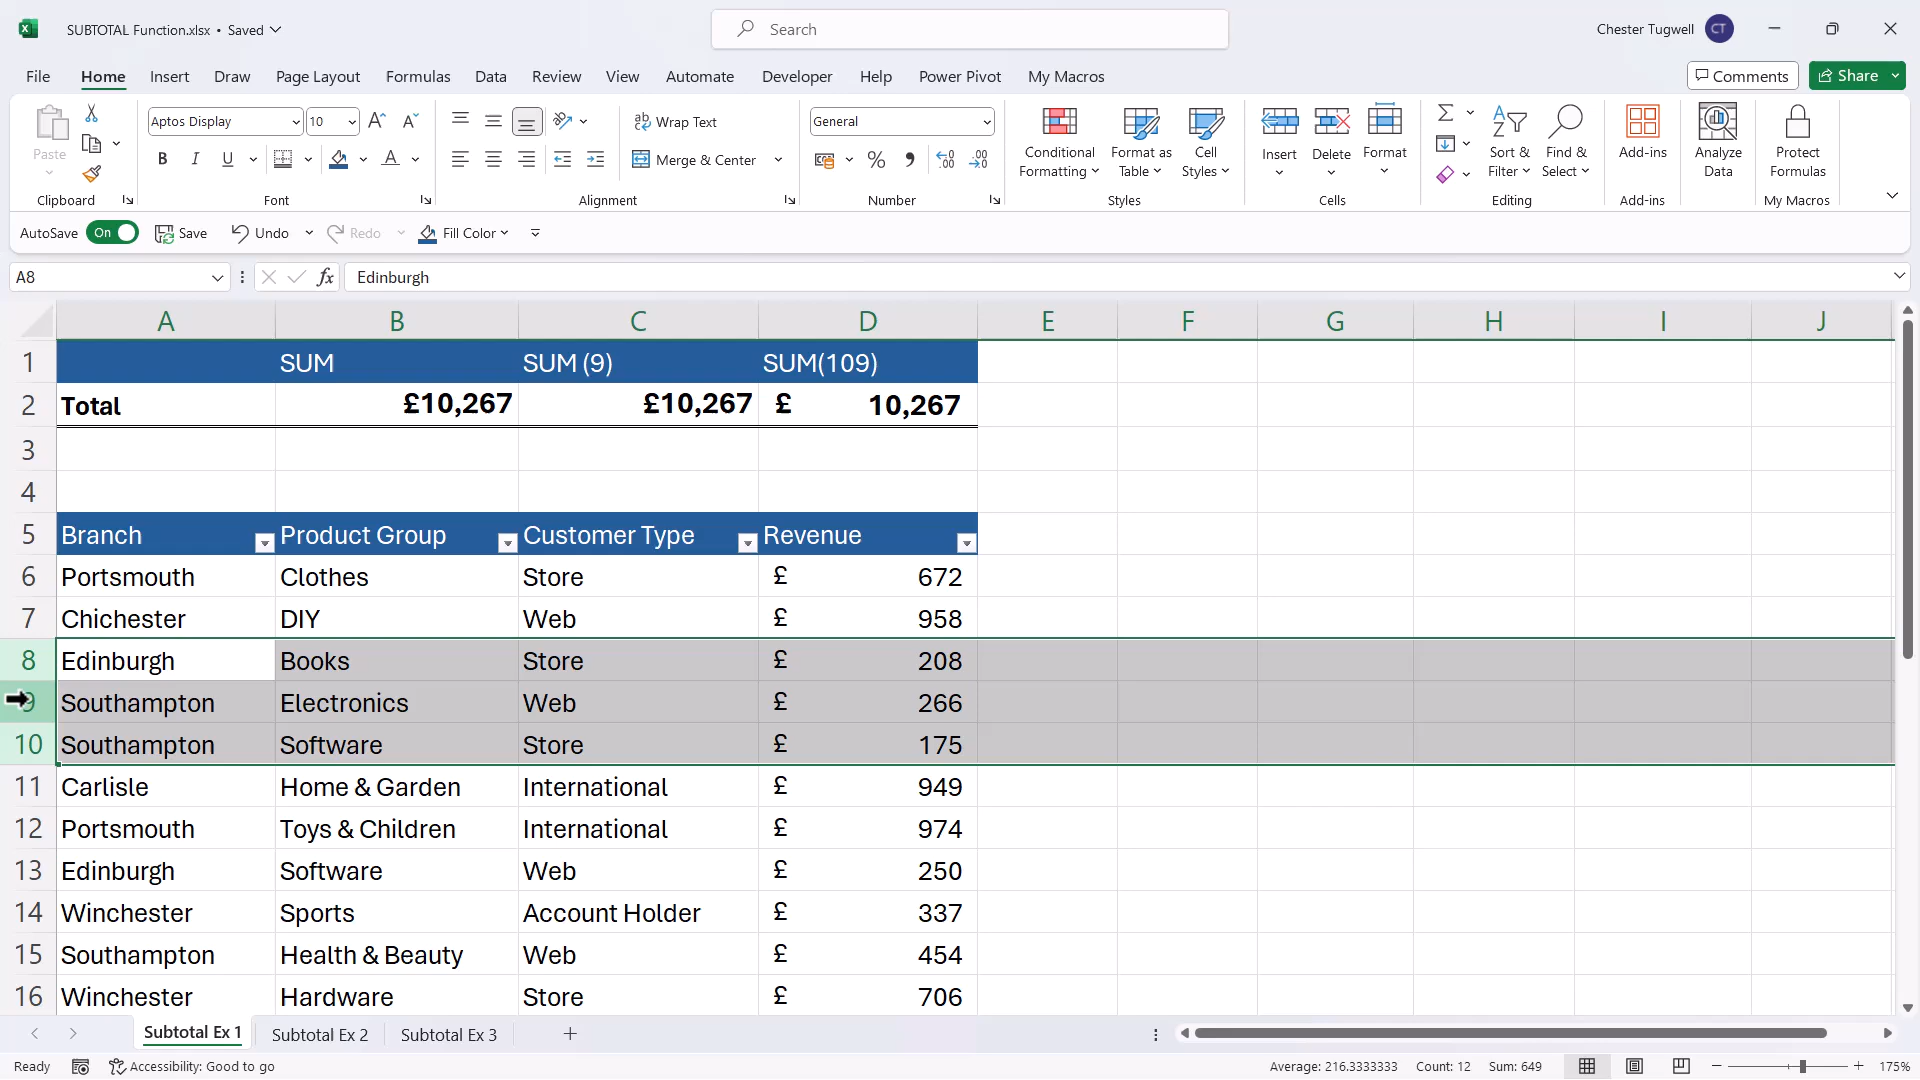 SUBTOTAL Function.xlsx • Saved
Search
Chester Tugwell CT
File Home Insert Draw Page Layout Formulas Data Review View Automate Developer Help Power Pivot My Macros Comments Share
Paste
Clipboard
Aptos Display 10
B I U
Font
Wrap Text
Merge & Center
Alignment
General
Number
Conditional Formatting
Format as Table
Cell Styles
Styles
Insert Delete Format
Cells
Sort & Filter
Find & Select
Editing
Add-ins
Add-ins
Analyze Data
Protect Formulas
My Macros
AutoSave On Save Undo Redo Fill Color
A8 fx Edinburgh
A B C D E F G H I J
1 SUM SUM (9) SUM(109)
2 Total £10,267 £10,267 £ 10,267
3
4
5 Branch Product Group Customer Type Revenue
6 Portsmouth Clothes Store £ 672
7 Chichester DIY Web £ 958
8 Edinburgh Books Store £ 208
9 Southampton Electronics Web £ 266
10 Southampton Software Store £ 175
11 Carlisle Home & Garden International £ 949
12 Portsmouth Toys & Children International £ 974
13 Edinburgh Software Web £ 250
14 Winchester Sports Account Holder £ 337
15 Southampton Health & Beauty Web £ 454
16 Winchester Hardware Store £ 706
Subtotal Ex 1 Subtotal Ex 2 Subtotal Ex 3
Ready Accessibility: Good to go Average: 216.3333333 Count: 12 Sum: 649 175%